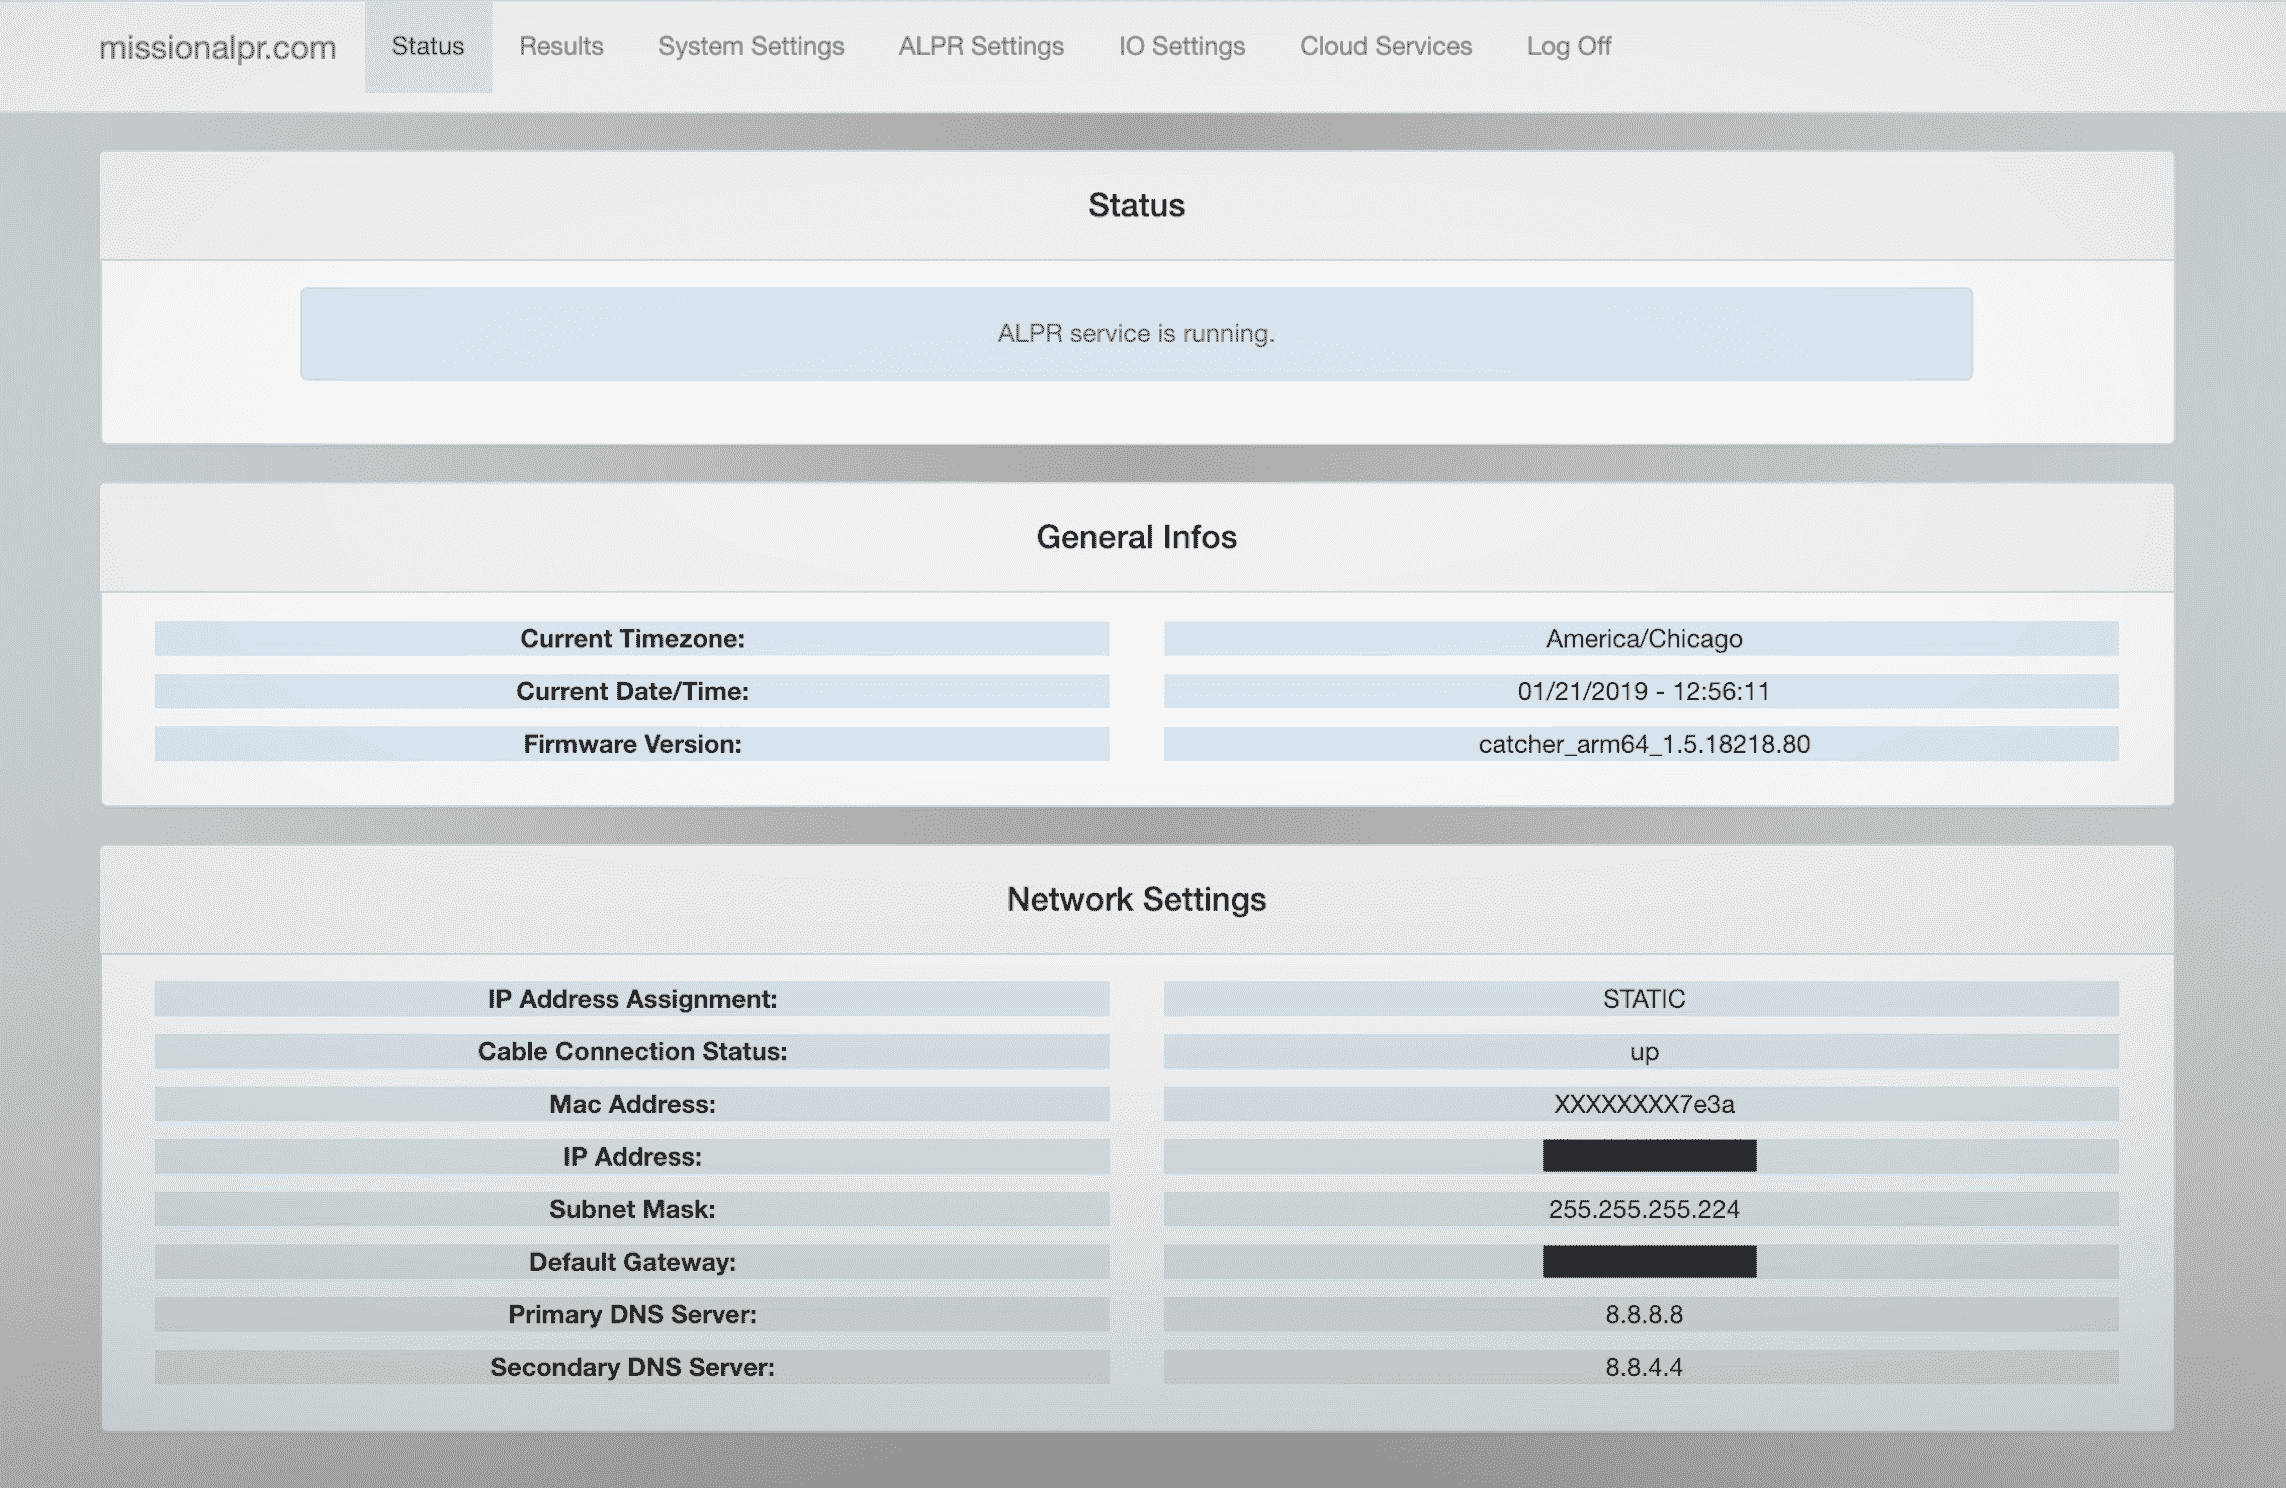 missionalpr.com Status Results System Settings ALPR Settings IO Settings Cloud Services Log Off
Status
ALPR service is running.
General Infos
Current Timezone: America/Chicago
Current Date/Time: 01/21/2019 - 12:56:11
Firmware Version: catcher_arm64_1.5.18218.80
Network Settings
IP Address Assignment: STATIC
Cable Connection Status: up
Mac Address: XXXXXXXX7e3a
IP Address:
Subnet Mask: 255.255.255.224
Default Gateway:
Primary DNS Server: 8.8.8.8
Secondary DNS Server: 8.8.4.4